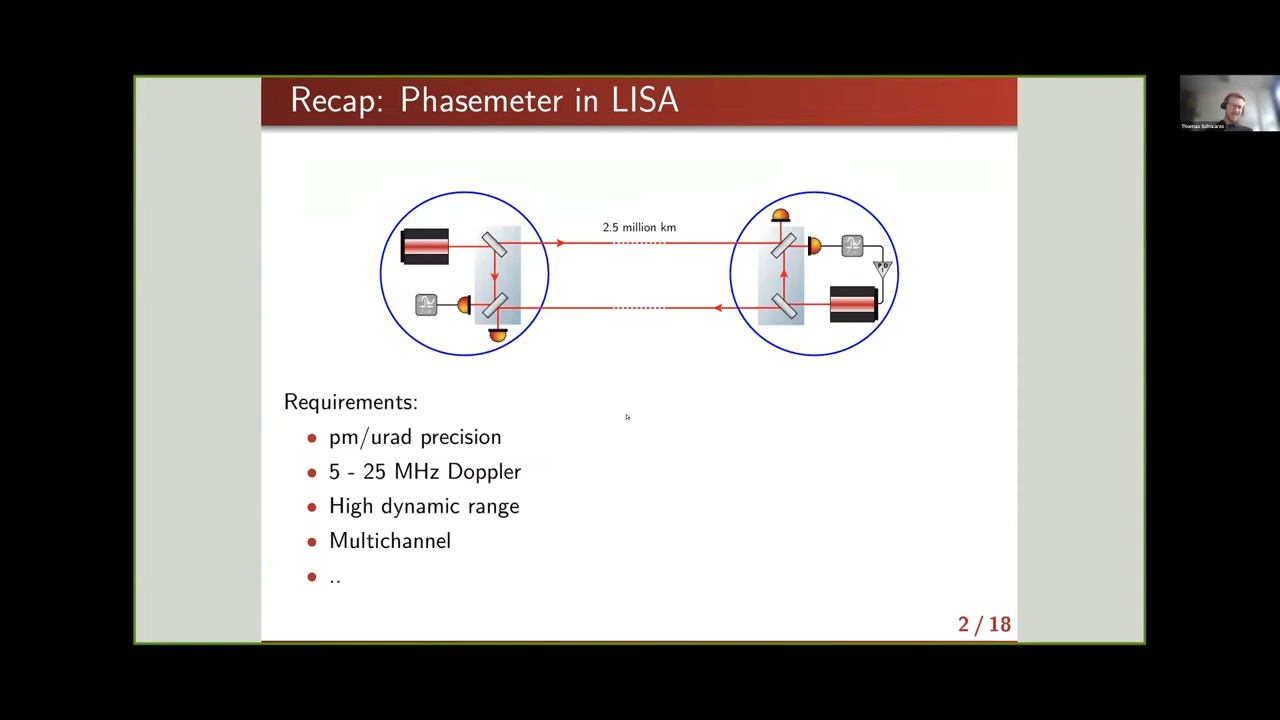 Recap: Phasemeter in LISA
2.5 million km
Requirements:
pm/urad precision
5 - 25 MHz Doppler
High dynamic range
Multichannel
..
2 / 18